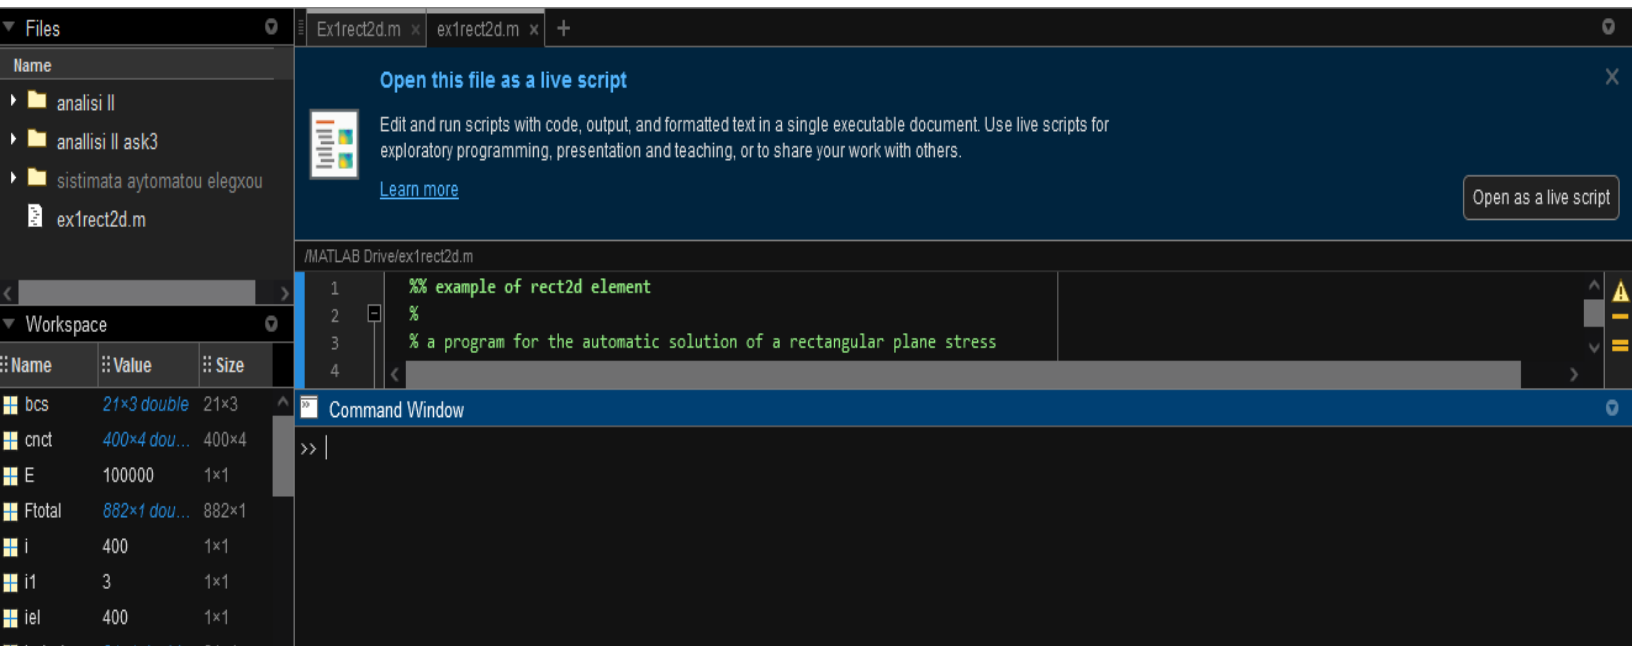 Files
Name
analisi II
anallisi II ask3
sistimata aytomatou elegxou
ex1rect2d.m
Workspace
Name Value Size
bcs 21×3 double 21×3
cnct 400×4 dou... 400×4
E 100000 1×1
Ftotal 882×1 dou... 882×1
i 400 1×1
i1 3 1×1
iel 400 1×1
Ex1rect2d.m × ex1rect2d.m × +
Open this file as a live script
Edit and run scripts with code, output, and formatted text in a single executable document. Use live scripts for
exploratory programming, presentation and teaching, or to share your work with others.
Learn more
Open as a live script
/MATLAB Drive/ex1rect2d.m
1 %% example of rect2d element
2 %
3 % a program for the automatic solution of a rectangular plane stress
4
Command Window
>>